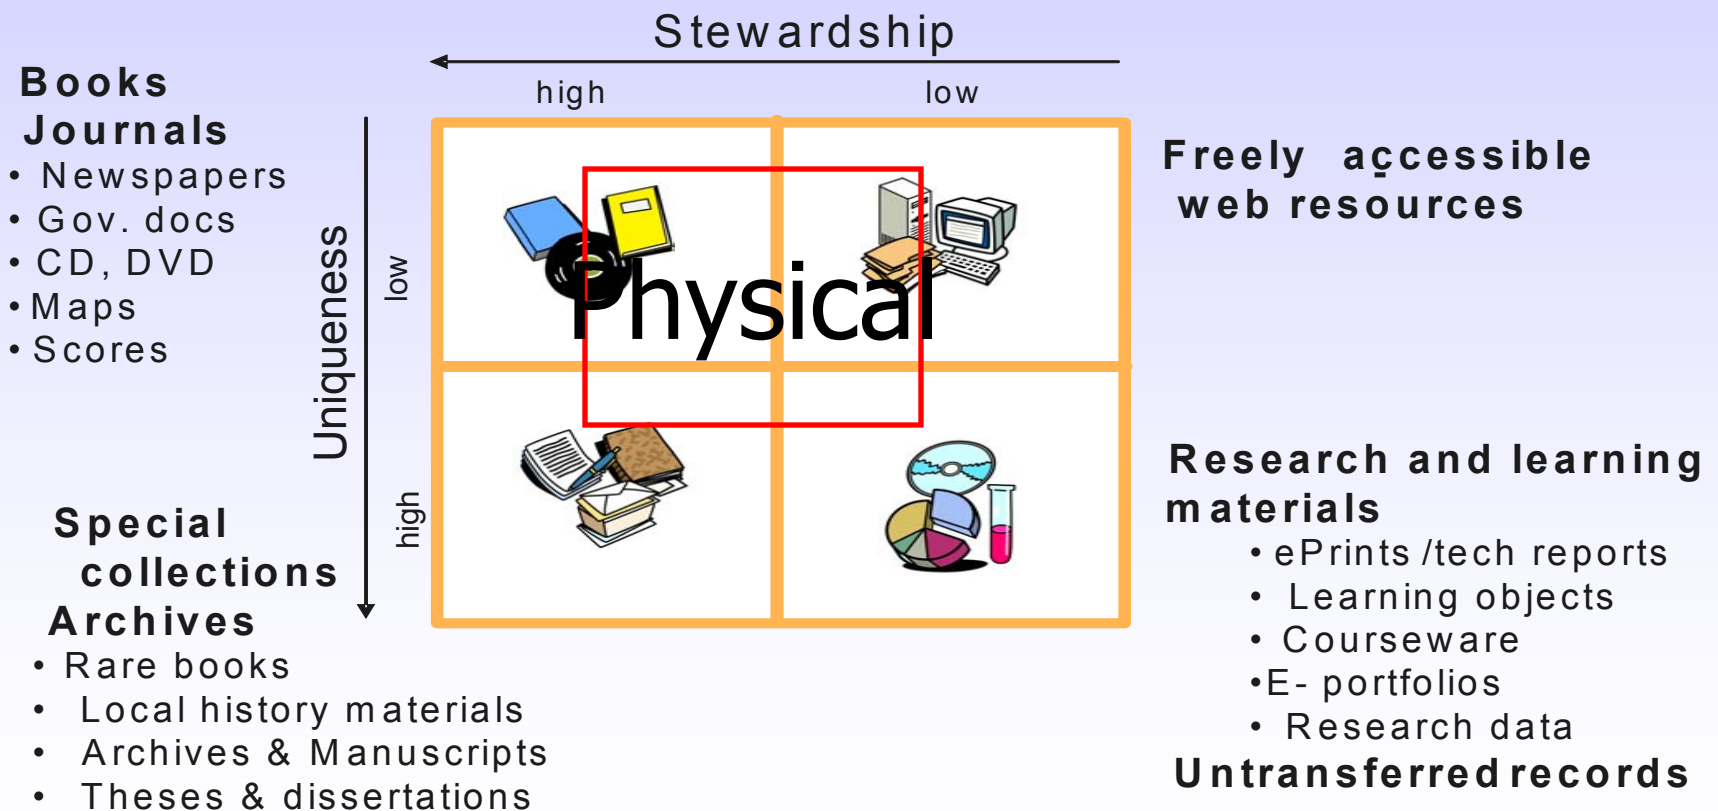 Stewardship
high low
Books
Journals
• Newspapers
• Gov. docs
• CD, DVD
• Maps
• Scores
Uniqueness
low
high
Physical
Freely accessible
web resources
Special
collections
Archives
• Rare books
• Local history materials
• Archives & Manuscripts
• Theses & dissertations
Research and learning
materials
• ePrints /tech reports
• Learning objects
• Courseware
• E- portfolios
• Research data
Untransferred records